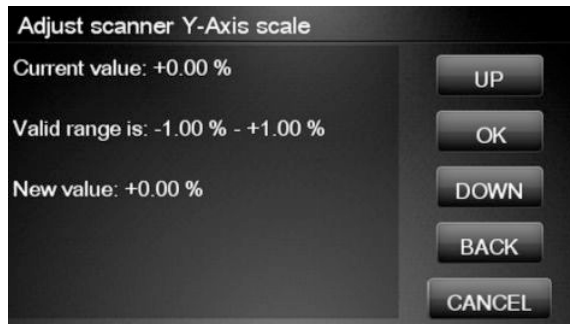 Adjust scanner Y-Axis scale
Current value: +0.00 %
UP
Valid range is: -1.00 % - +1.00 %
OK
New value: +0.00 %
DOWN
BACK
CANCEL